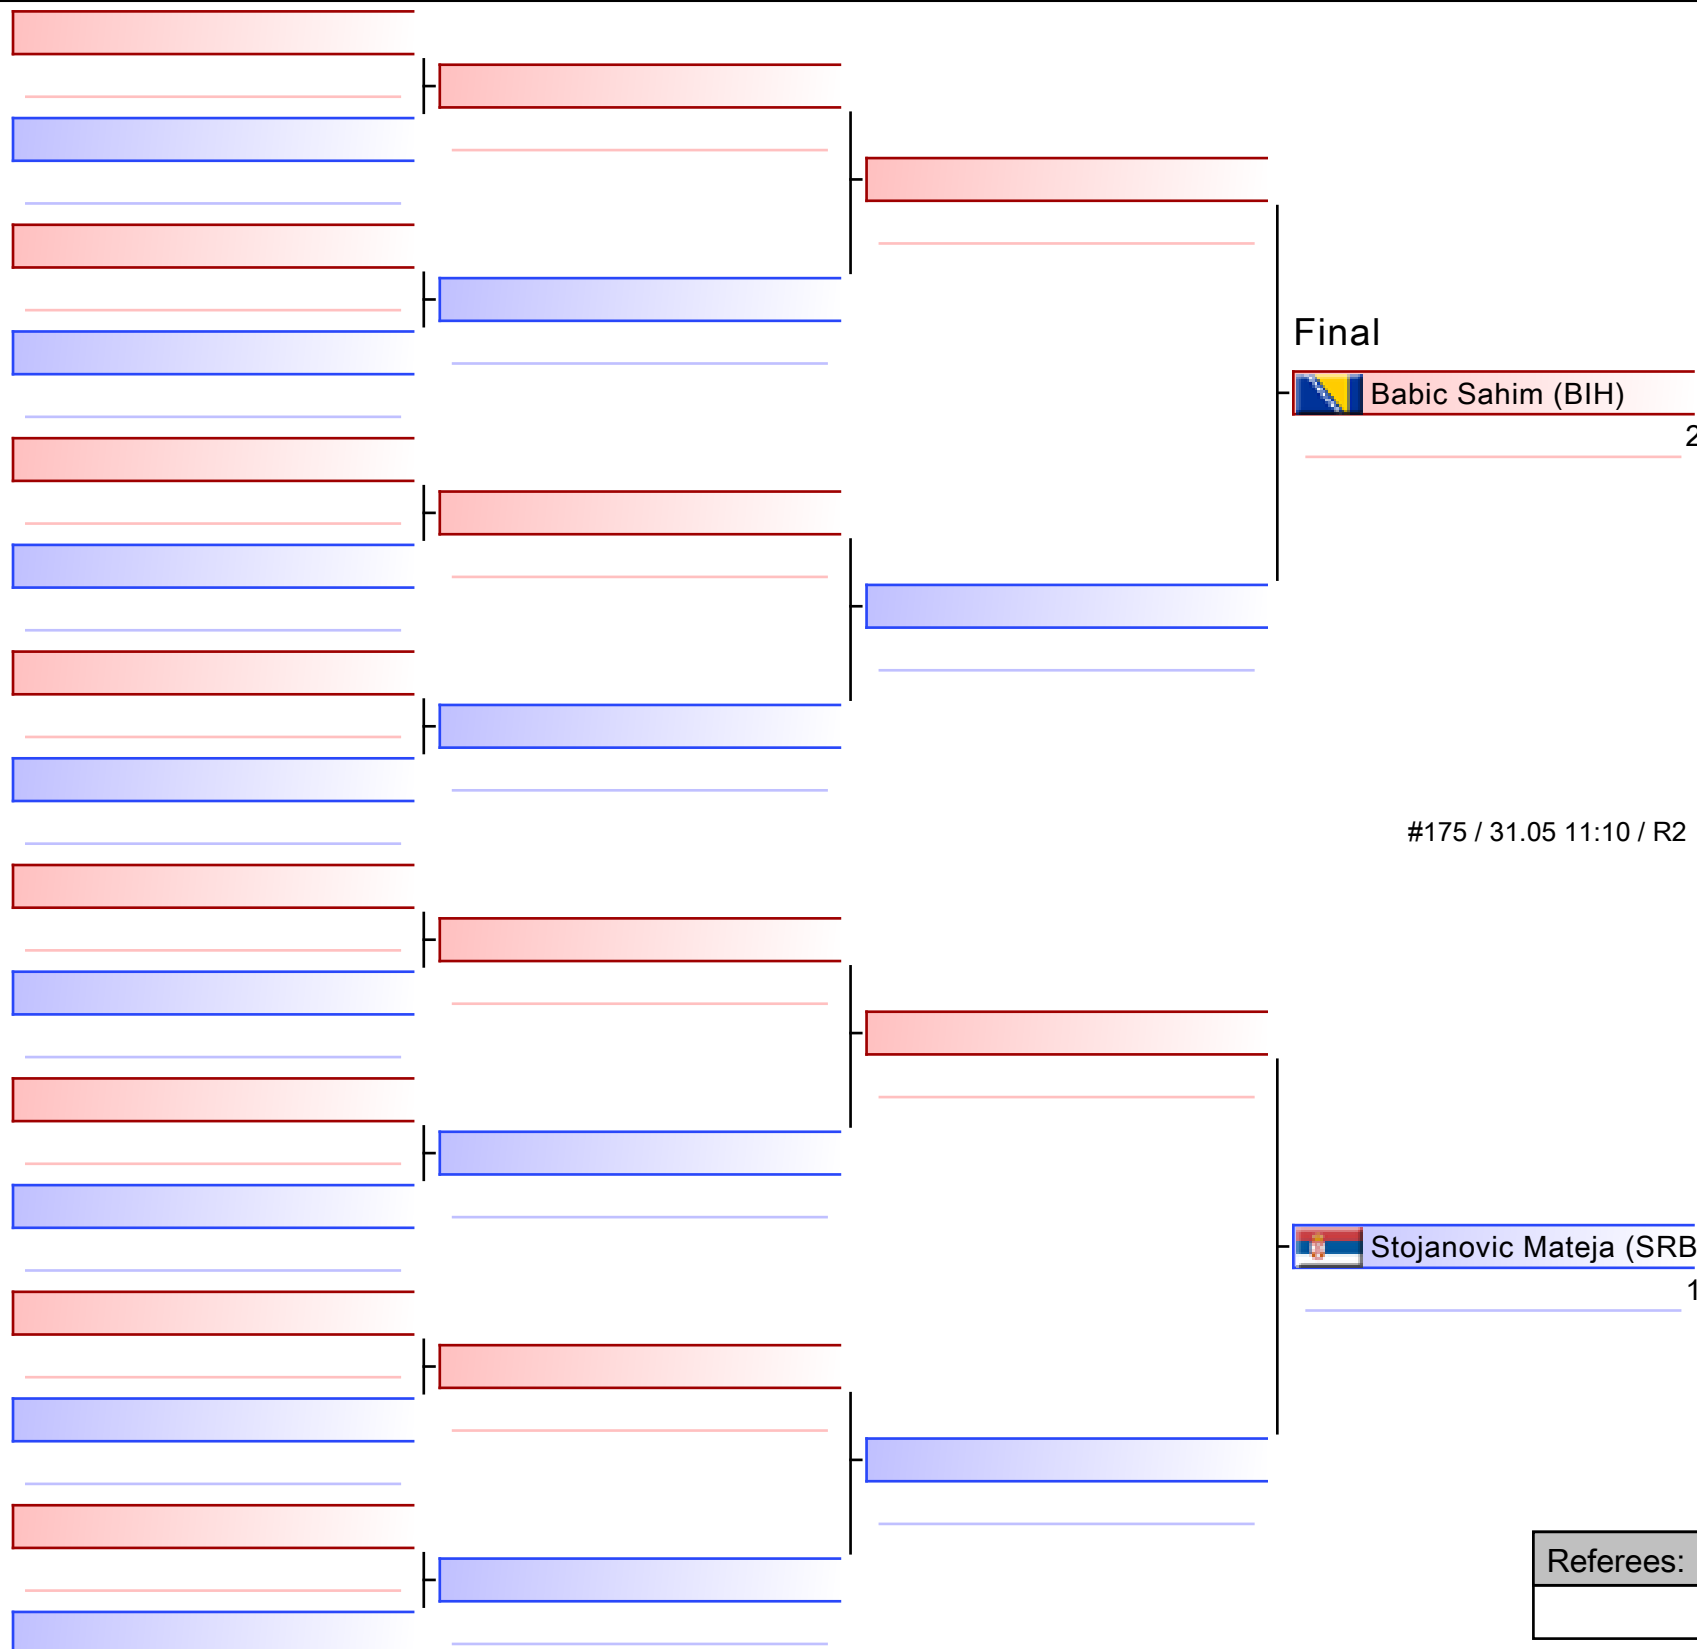 Final
Babic Sahim (BIH)
2
#175 / 31.05 11:10 / R2
Stojanovic Mateja (SRB
1
Referees: